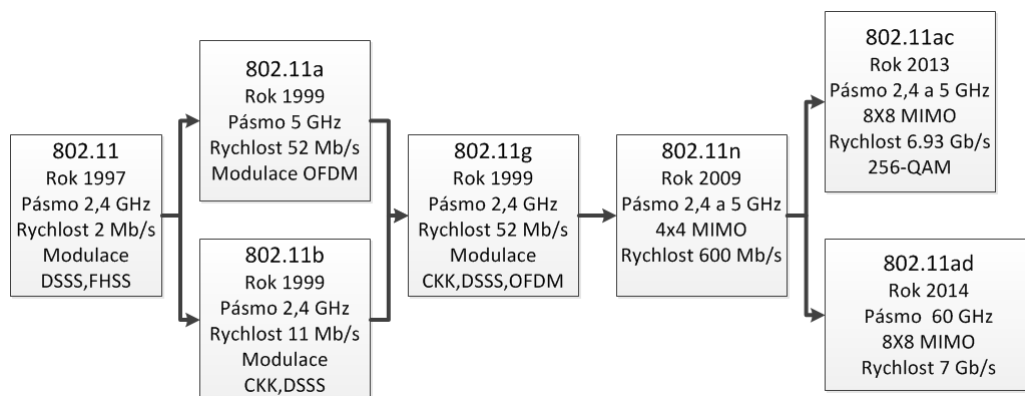 802.11
Rok 1997
Pásmo 2,4 GHz
Rychlost 2 Mb/s
Modulace
DSSS,FHSS
802.11a
Rok 1999
Pásmo 5 GHz
Rychlost 52 Mb/s
Modulace OFDM
802.11b
Rok 1999
Pásmo 2,4 GHz
Rychlost 11 Mb/s
Modulace
CKK,DSSS
802.11g
Rok 1999
Pásmo 2,4 GHz
Rychlost 52 Mb/s
Modulace
CKK,DSSS,OFDM
802.11n
Rok 2009
Pásmo 2,4 a 5 GHz
4x4 MIMO
Rychlost 600 Mb/s
802.11ac
Rok 2013
Pásmo 2,4 a 5 GHz
8X8 MIMO
Rychlost 6.93 Gb/s
256-QAM
802.11ad
Rok 2014
Pásmo 60 GHz
8X8 MIMO
Rychlost 7 Gb/s